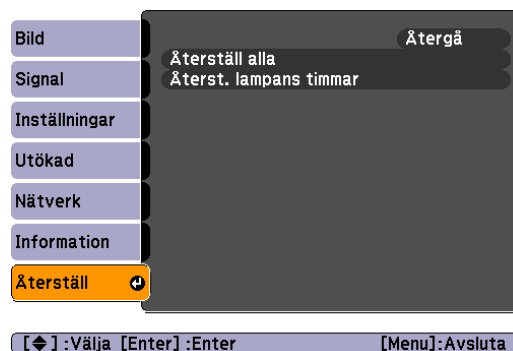 Bild
Signal
Inställningar
Utökad
Nätverk
Information
Återställ
Återgå
Återställ alla
Återst. lampans timmar
[◆] :Välja [Enter] :Enter [Menu]:Avsluta